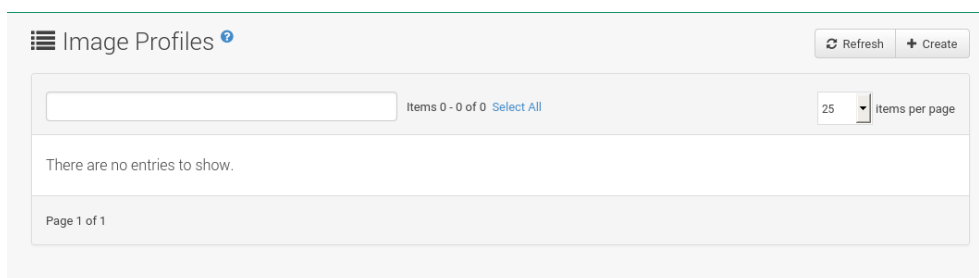 Image Profiles ?
Refresh
Create
Items 0 - 0 of 0 Select All
25 items per page
There are no entries to show.
Page 1 of 1